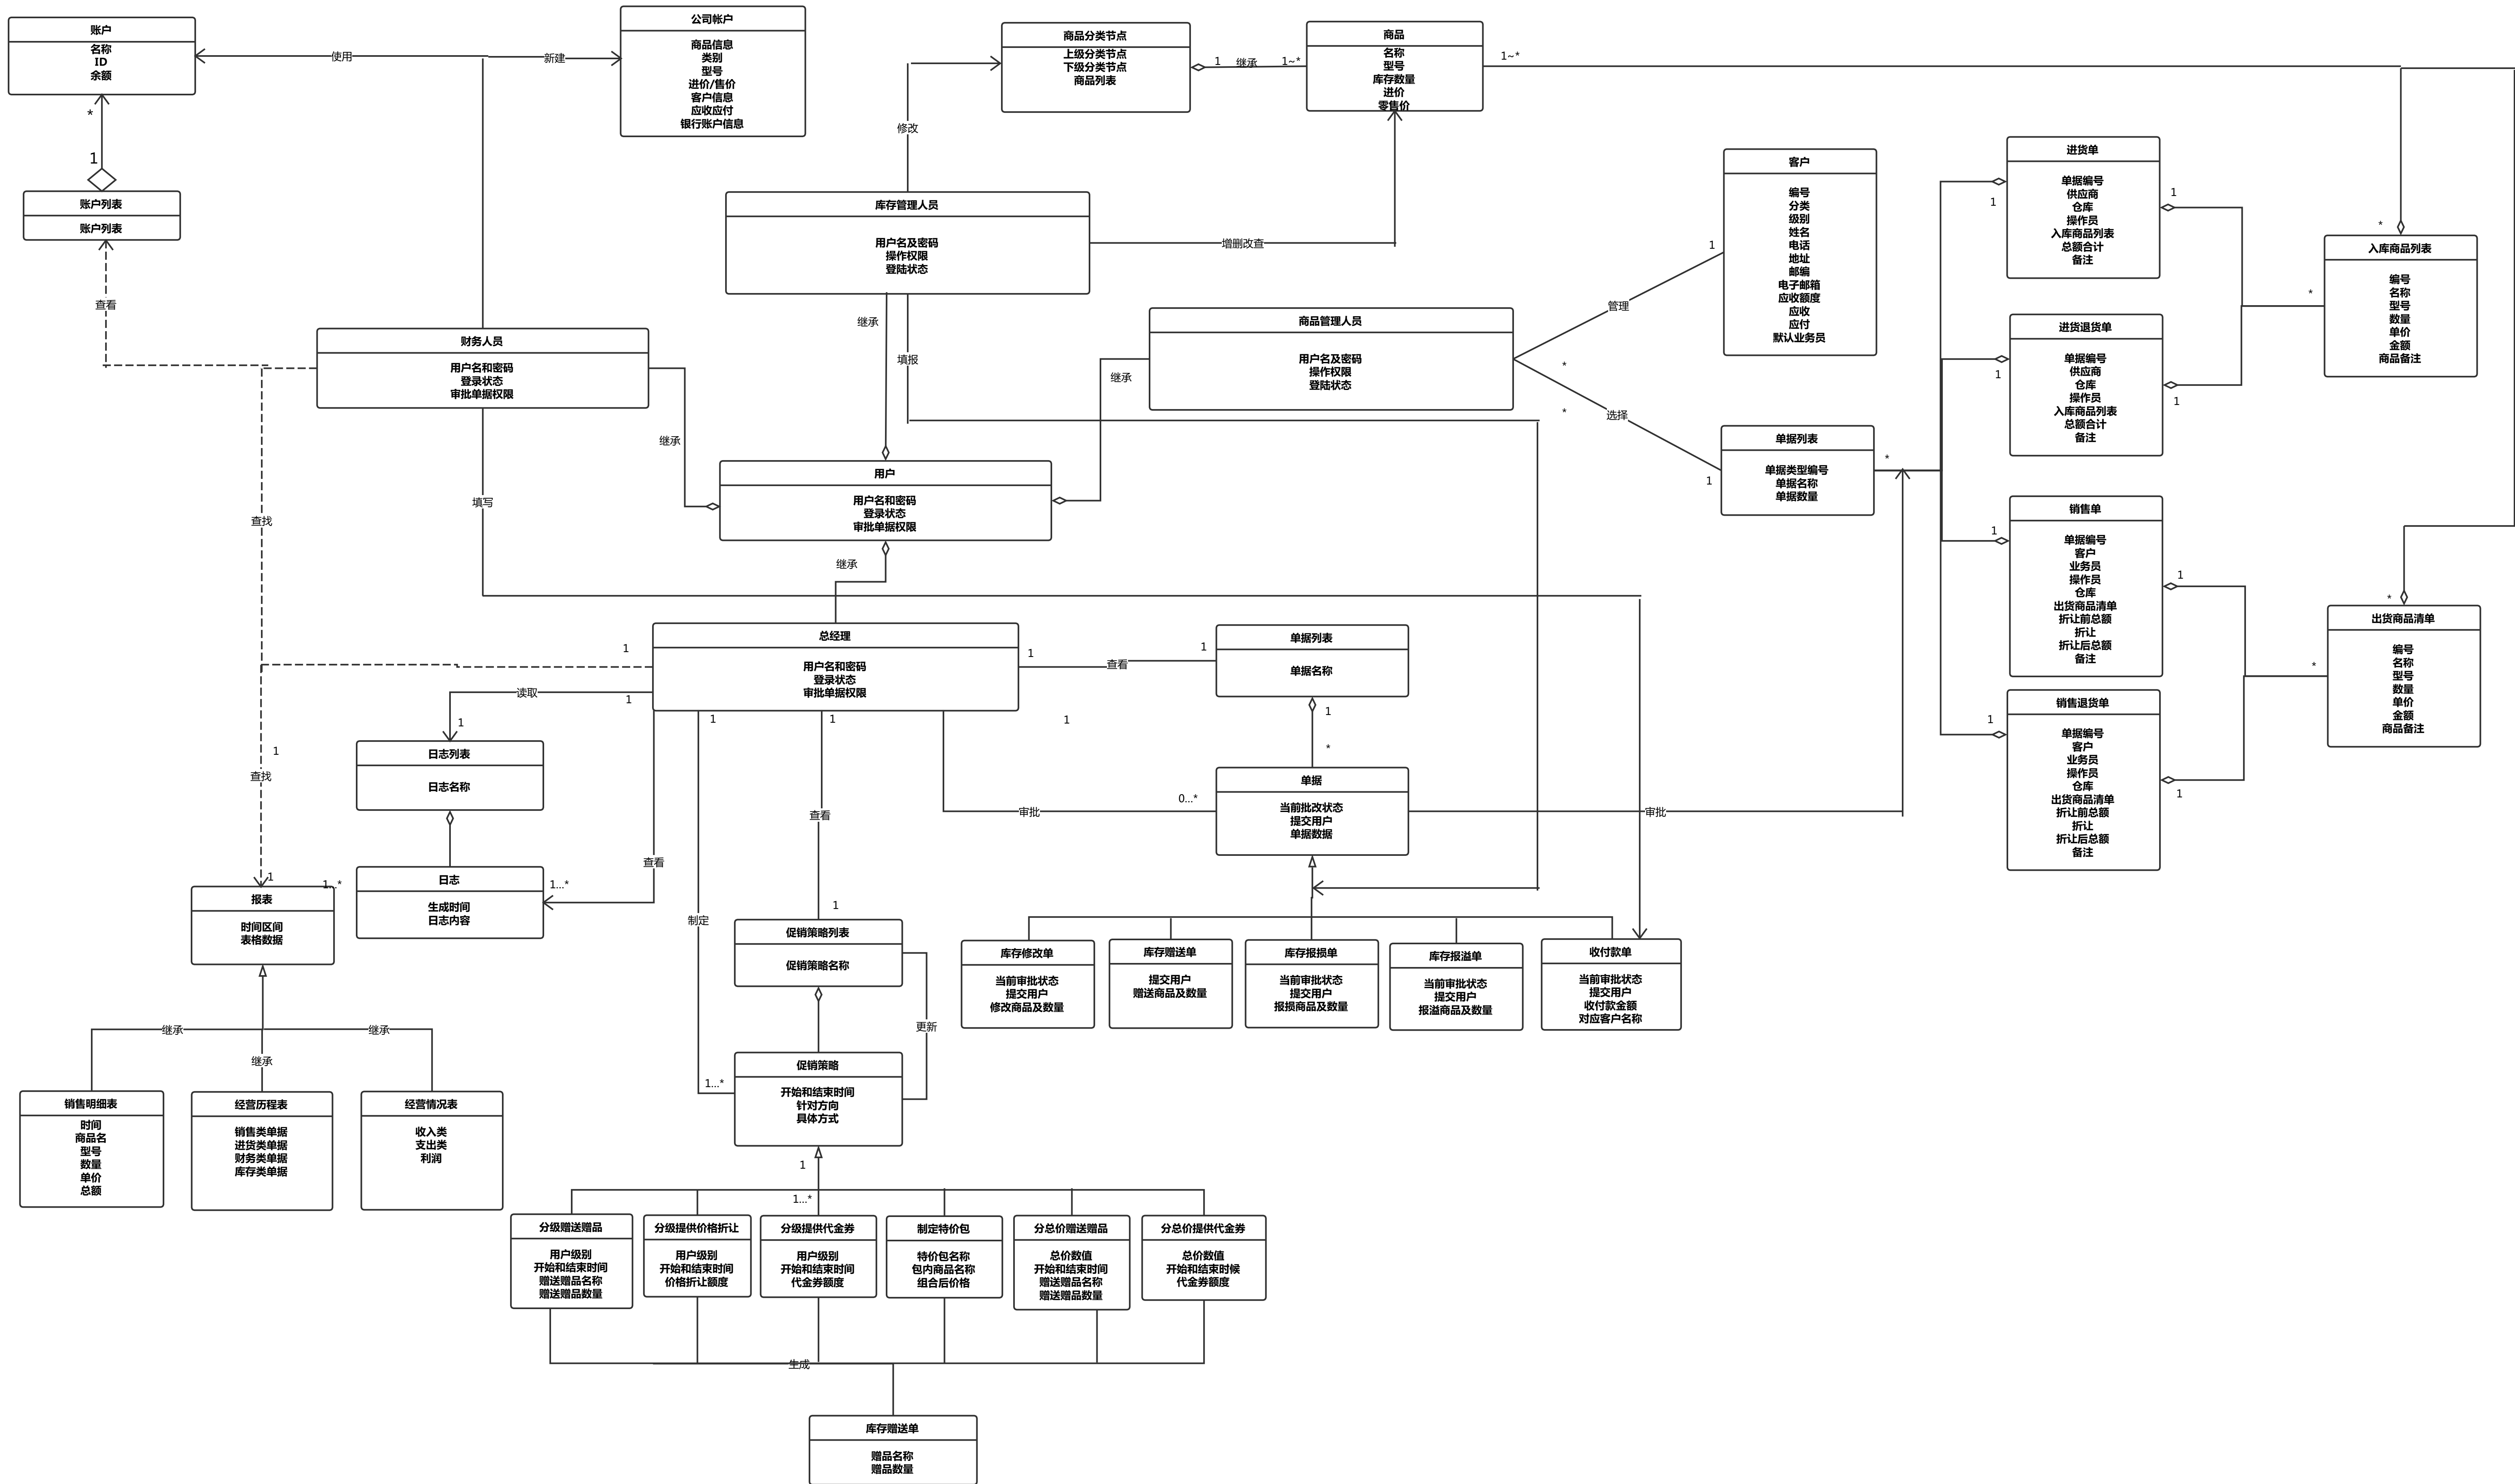 账户
名称
ID
余额
公司帐户
商品信息
类别
型号
进价/售价
客户信息
应收应付
银行账户信息
商品分类节点
上级分类节点
下级分类节点
商品列表
商品
名称
型号
库存数量
进价
零售价
使用
新建
1
继承
1~*
1~*
修改
*
1
账户列表
账户列表
库存管理人员
用户名及密码
操作权限
登陆状态
增删改查
客户
编号
分类
级别
姓名
电话
地址
邮编
电子邮箱
应收额度
应收
应付
默认业务员
1
管理
进货单
单据编号
供应商
仓库
操作员
入库商品列表
总额合计
备注
1
1
*
入库商品列表
编号
名称
型号
数量
单价
金额
商品备注
*
进货退货单
单据编号
供应商
仓库
操作员
入库商品列表
总额合计
备注
1
1
查看
财务人员
用户名和密码
登录状态
审批单据权限
继承
继承
填报
继承
商品管理人员
用户名及密码
操作权限
登陆状态
*
*
选择
1
单据列表
单据类型编号
单据名称
单据数量
*
用户
用户名和密码
登录状态
审批单据权限
填写
查找
继承
销售单
单据编号
客户
业务员
操作员
仓库
出货商品清单
折让前总额
折让
折让后总额
备注
1
1
*
出货商品清单
编号
名称
型号
数量
单价
金额
商品备注
*
销售退货单
单据编号
客户
业务员
操作员
仓库
出货商品清单
折让前总额
折让
折让后总额
备注
1
1
总经理
用户名和密码
登录状态
审批单据权限
1
1
1
1
1
1
查看
1
单据列表
单据名称
1
*
读取
1
日志列表
日志名称
日志
生成时间
日志内容
1...*
查看
1
查找
1
1...*
报表
时间区间
表格数据
制定
查看
1
审批
0...*
单据
当前批改状态
提交用户
单据数据
审批
促销策略列表
促销策略名称
更新
1...*
促销策略
开始和结束时间
针对方向
具体方式
库存修改单
当前审批状态
提交用户
修改商品及数量
库存赠送单
提交用户
赠送商品及数量
库存报损单
当前审批状态
提交用户
报损商品及数量
库存报溢单
当前审批状态
提交用户
报溢商品及数量
收付款单
当前审批状态
提交用户
收付款金额
对应客户名称
继承
继承
继承
销售明细表
时间
商品名
型号
数量
单价
总额
经营历程表
销售类单据
进货类单据
财务类单据
库存类单据
经营情况表
收入类
支出类
利润
1
1...*
分级赠送赠品
用户级别
开始和结束时间
赠送赠品名称
赠送赠品数量
分级提供价格折让
用户级别
开始和结束时间
价格折让额度
分级提供代金券
用户级别
开始和结束时间
代金券额度
制定特价包
特价包名称
包内商品名称
组合后价格
分总价赠送赠品
总价数值
开始和结束时间
赠送赠品名称
赠送赠品数量
分总价提供代金券
总价数值
开始和结束时候
代金券额度
生成
库存赠送单
赠品名称
赠品数量